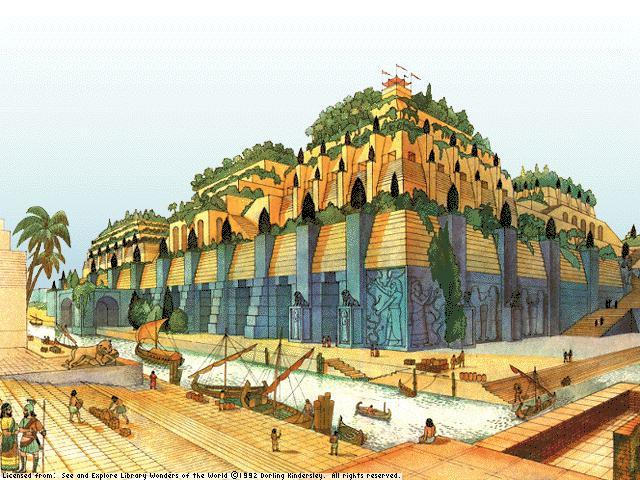 Licensed from: See and Explore Library Wonders of the World ©1992 Dorling Kindersley. All rights reserved.